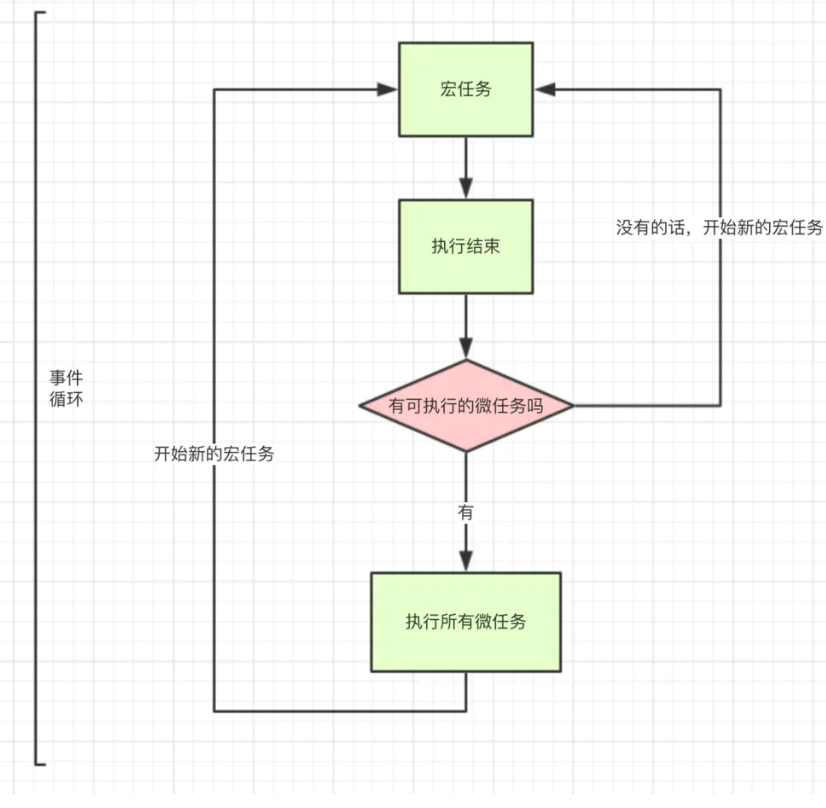 宏任务
执行结束
没有的话，开始新的宏任务
事件
循环
有可执行的微任务吗
开始新的宏任务
有
执行所有微任务